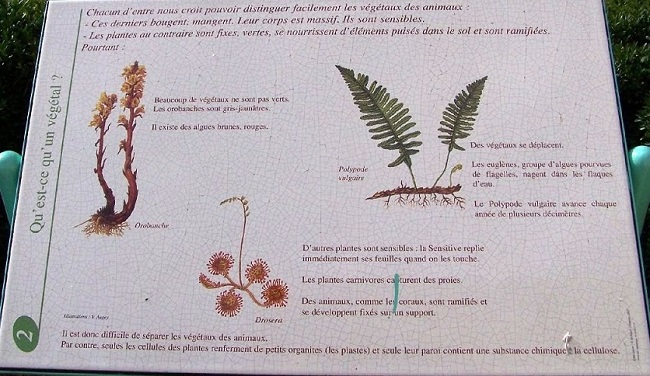 Chacun d'entre nous croit pouvoir distinguer facilement les végétaux des animaux :
- Ces derniers bougent, mangent. Leur corps est massif. Ils sont sensibles.
- Les plantes au contraire sont fixes, vertes, se nourrissent d'éléments puisés dans le sol et sont ramifiées.
Pourtant :
Qu'est-ce qu'un végétal ?
Beaucoup de végétaux ne sont pas verts.
Les orobanches sont gris-jaunâtres.
Il existe des algues brunes, rouges.
Orobanche
Polypode
vulgaire
Des végétaux se déplacent.
Les euglènes, groupe d'algues pourvues
de flagelles, nagent dans les flaques
d'eau.
Le Polypode vulgaire avance chaque
année de plusieurs décimètres
D'autres plantes sont sensibles : la Sensitive replie
immédiatement ses feuilles quand on les touche.
Les plantes carnivores capturent des proies.
Des animaux, comme les coraux, sont ramifiés et
se développent fixés sur un support.
Drosera
2
Il est donc difficile de séparer les végétaux des animaux.
Par contre, seules les cellules des plantes renferment de petits organites (les plastes) et seule leur paroi contient une substance chimique la cellulose.